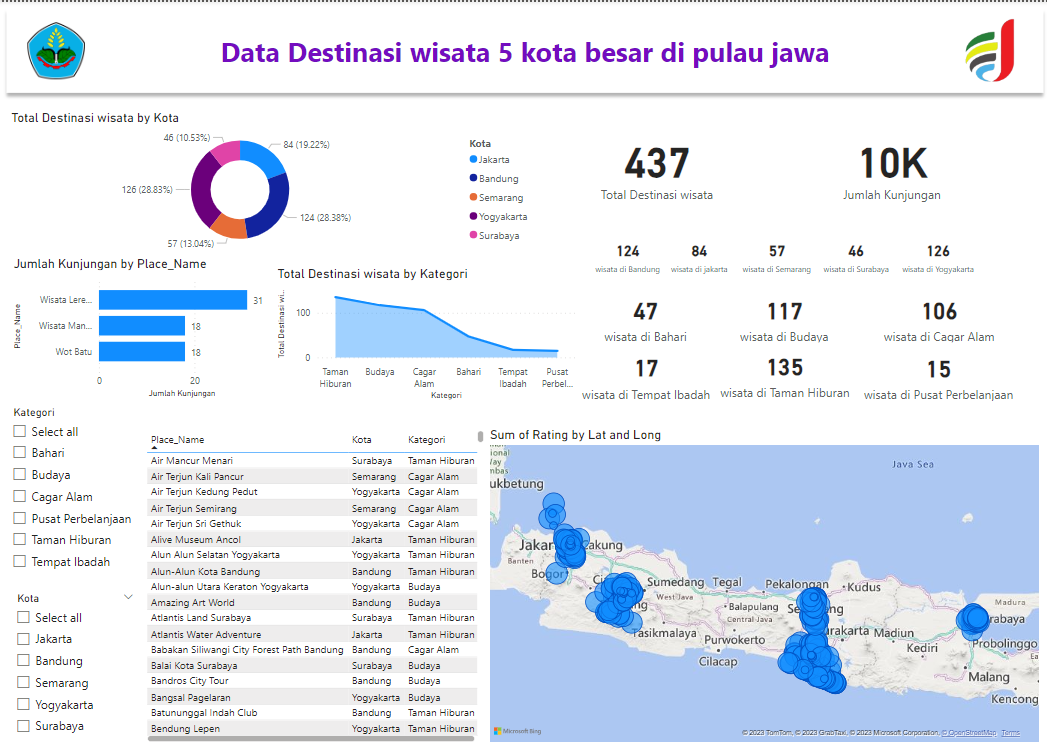 Data Destinasi wisata 5 kota besar di pulau jawa
Total Destinasi wisata by Kota
46 (10.53%)
84 (19.22%)
126 (28.83%)
124 (28.38%)
57 (13.04%)
Kota
Jakarta
Bandung
Semarang
Yogyakarta
Surabaya
437
Total Destinasi wisata
10K
Jumlah Kunjungan
124
wisata di Bandung
84
wisata di jakarta
57
wisata di Semarang
46
wisata di Surabaya
126
wisata di Yogyakarta
47
wisata di Bahari
117
wisata di Budaya
106
wisata di Cagar Alam
17
wisata di Tempat Ibadah
135
wisata di Taman Hiburan
15
wisata di Pusat Perbelanjaan
Jumlah Kunjungan by Place_Name
Place_Name
Wisata Lere... 31
Wisata Man... 18
Wot Batu 18
0 20
Jumlah Kunjungan
Total Destinasi wisata by Kategori
Total Destinasi wi...
100
0
Taman Hiburan
Budaya
Cagar Alam
Bahari
Tempat Ibadah
Pusat Perbel...
Kategori
Kategori
Select all
Bahari
Budaya
Cagar Alam
Pusat Perbelanjaan
Taman Hiburan
Tempat Ibadah
Kota
Select all
Jakarta
Bandung
Semarang
Yogyakarta
Surabaya
Place_Name Kota Kategori
Air Mancur Menari Surabaya Taman Hiburan
Air Terjun Kali Pancur Semarang Cagar Alam
Air Terjun Kedung Pedut Yogyakarta Cagar Alam
Air Terjun Semirang Semarang Cagar Alam
Air Terjun Sri Gethuk Yogyakarta Cagar Alam
Alive Museum Ancol Jakarta Taman Hiburan
Alun Alun Selatan Yogyakarta Yogyakarta Taman Hiburan
Alun-Alun Kota Bandung Bandung Taman Hiburan
Alun-alun Utara Keraton Yogyakarta Yogyakarta Budaya
Amazing Art World Bandung Budaya
Atlantis Land Surabaya Surabaya Taman Hiburan
Atlantis Water Adventure Jakarta Taman Hiburan
Babakan Siliwangi City Forest Path Bandung Bandung Cagar Alam
Balai Kota Surabaya Surabaya Budaya
Bandros City Tour Bandung Budaya
Bangsal Pagelaran Yogyakarta Budaya
Batununggal Indah Club Bandung Taman Hiburan
Bendung Lepen Yogyakarta Taman Hiburan
Sum of Rating by Lat and Long
Java Sea
ukbetung
Jakar
Cakung
Banten
Bogor
Ci
ng
Sumedang
West Java
Tasikmalaya
Tegal
Balapulang
Central-Java
Purwokerto
Cilacap
Pekalongan
Kudus
Se
ng
urakarta
Madiun
Kediri
Madura
rabaya
Probolinggo
Malang
Kencong
Microsoft Bing
© 2023 TomTom, © 2023 GrabTaxi, © 2023 Microsoft Corporation, © OpenStreetMap Terms